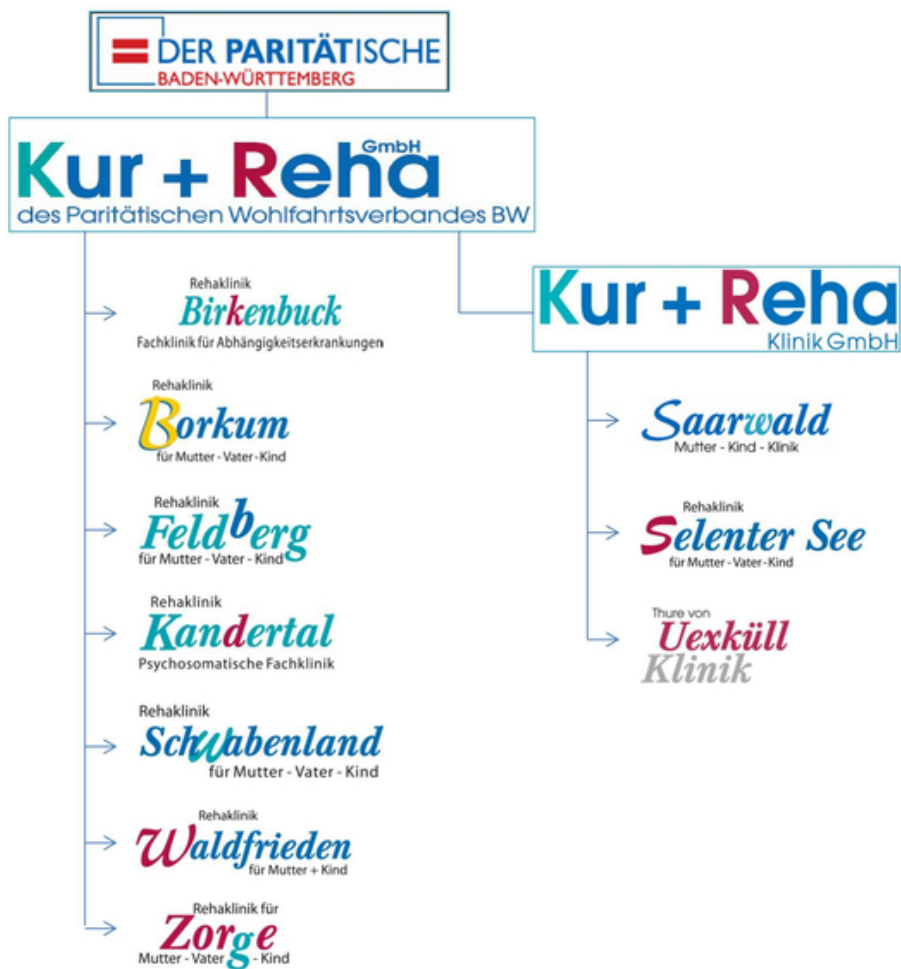 DER PARITÄTISCHE
BADEN-WÜRTTEMBERG
Kur + Reha GmbH
des Paritätischen Wohlfahrtsverbandes BW
Rehaklinik
Birkenbuck
Fachklinik für Abhängigkeitserkrankungen
Rehaklinik
Borkum
für Mutter - Vater - Kind
Rehaklinik
Feldberg
für Mutter - Vater - Kind
Rehaklinik
Kandertal
Psychosomatische Fachklinik
Rehaklinik
Schwabenland
für Mutter - Vater - Kind
Rehaklinik
Waldfrieden
für Mutter + Kind
Rehaklinik für
Zorge
Mutter - Vater - Kind
Kur + Reha
Klinik GmbH
Saarwald
Mutter - Kind - Klinik
Rehaklinik
Selenter See
für Mutter - Vater - Kind
Thure von
Uexküll
Klinik